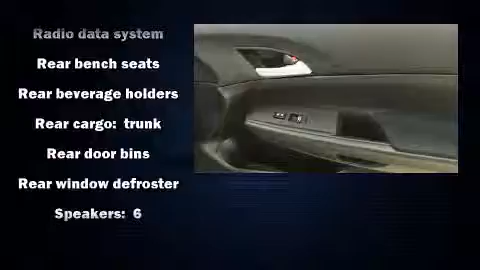 Radio data system
Rear bench seats
Rear beverage holders
Rear cargo: trunk
Rear door bins
Rear window defroster
Speakers: 6